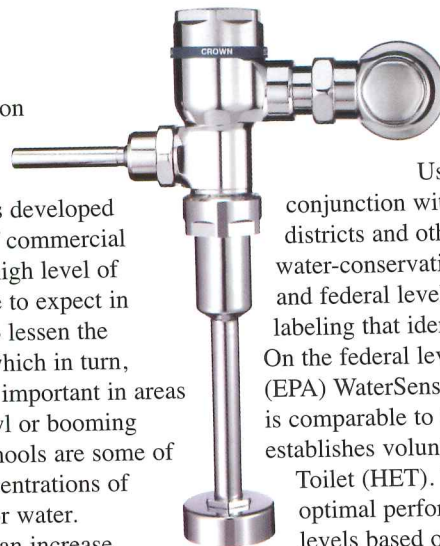 CROWN
on
s developed
commercial
igh level of
e to expect in
lessen the
which in turn,
important in areas
l or booming
hools are some of
entrations of
r water.
an increase
Us
conjunction wit
districts and oth
water-conservati
and federal level
labeling that iden
On the federal lev
(EPA) WaterSens
is comparable to
establishes volun
Toilet (HET).
optimal perform
levels based o